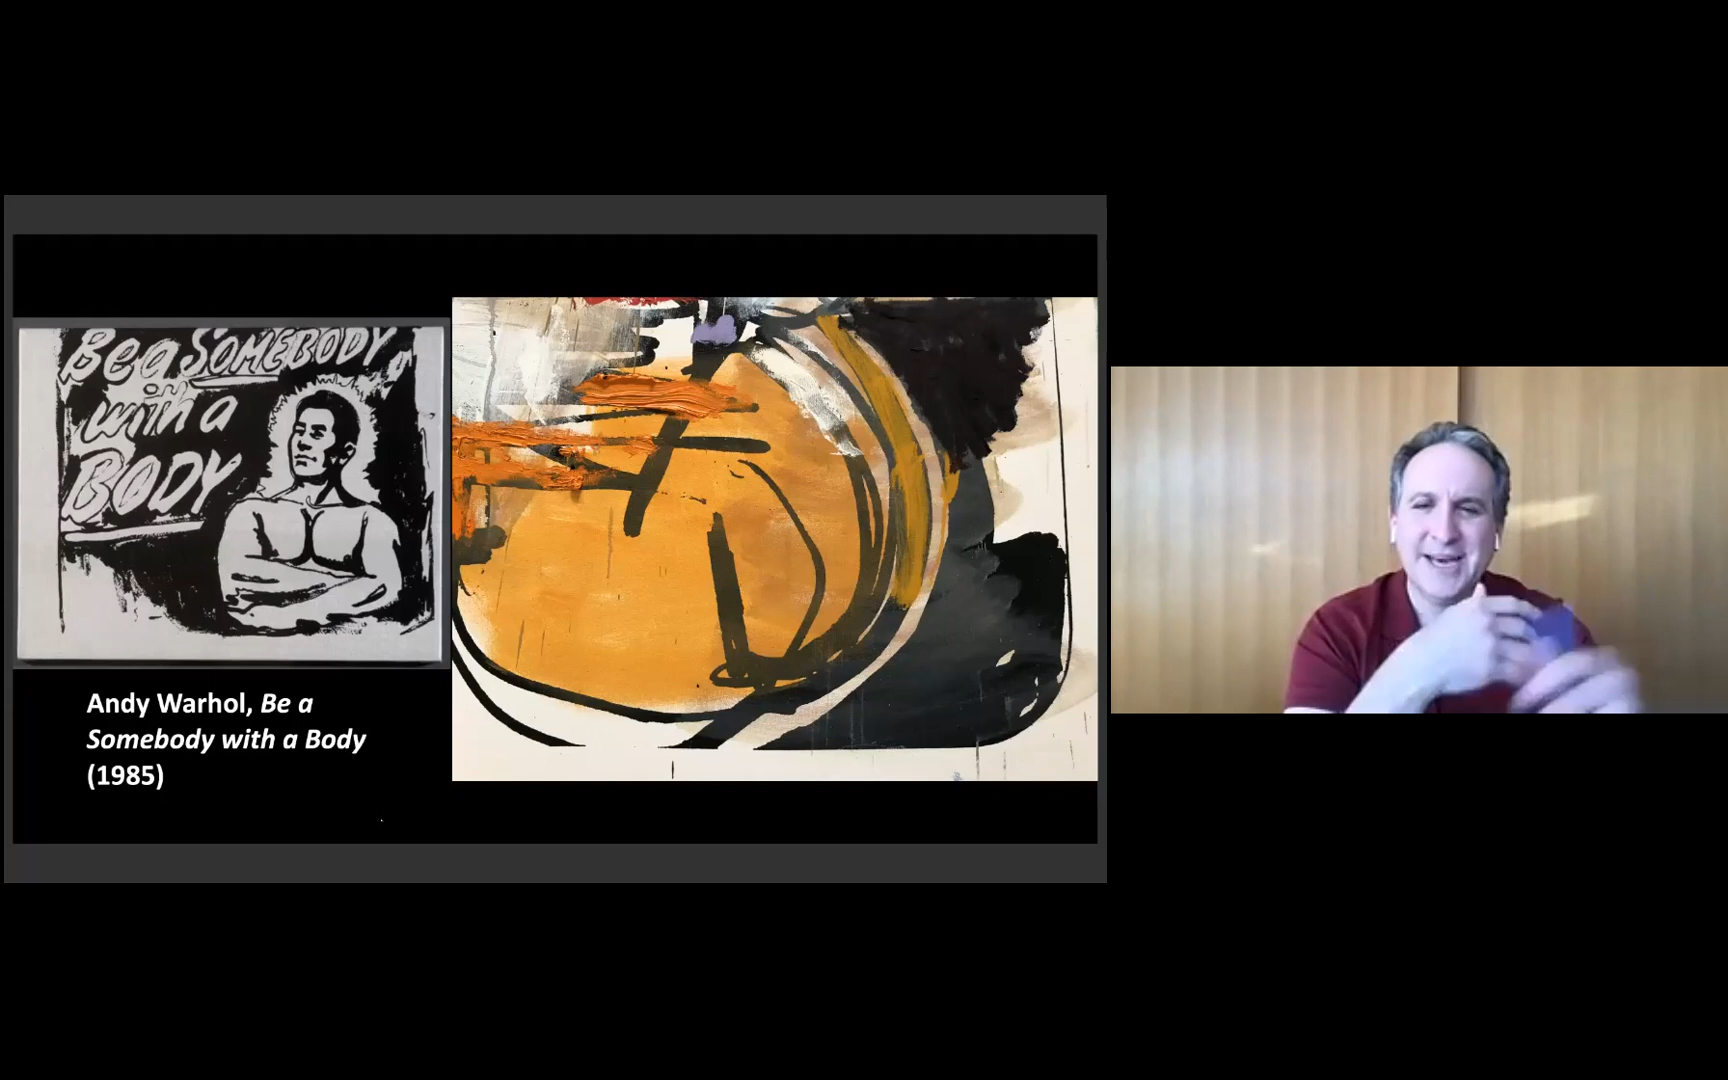 Be a SOMEBODY
with a
BODY
Andy Warhol, Be a
Somebody with a Body
(1985)